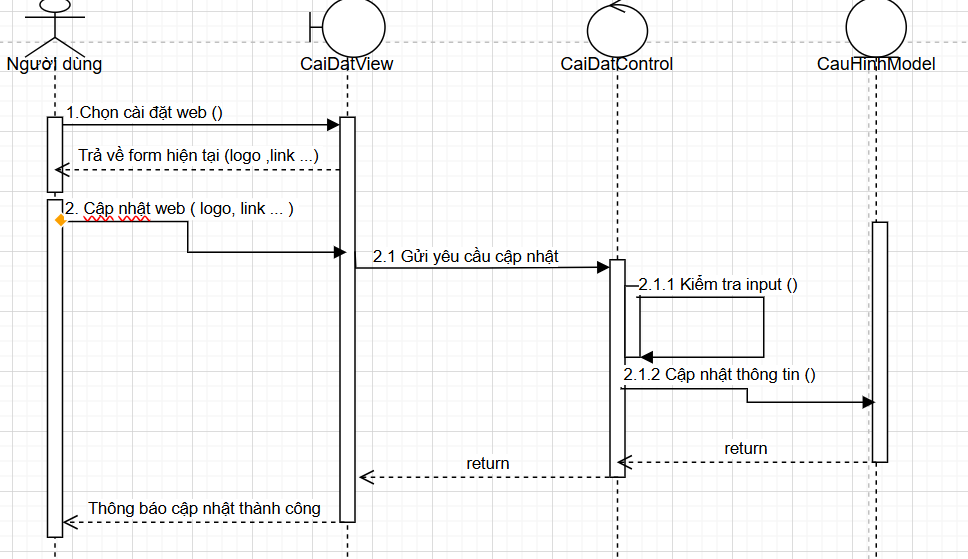 Người dùng
CaiDatView
CaiDatControl
CauHinhModel
1.Chọn cài đặt web ()
Trả về form hiện tại (logo ,link ...)
2. Cập nhật web ( logo, link ... )
2.1 Gửi yêu cầu cập nhật
2.1.1 Kiểm tra input ()
2.1.2 Cập nhật thông tin ()
return
return
Thông báo cập nhật thành công